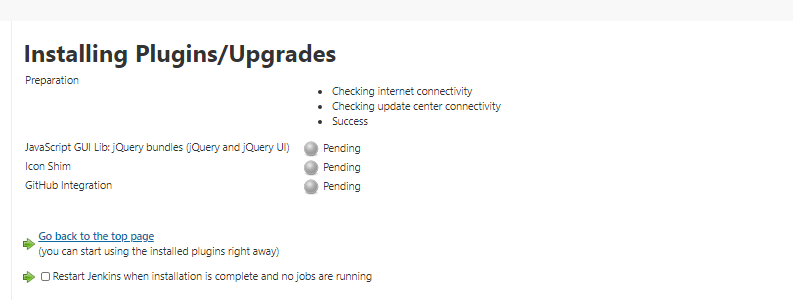 Installing Plugins/Upgrades
Preparation
Checking internet connectivity
Checking update center connectivity
Success
JavaScript GUI Lib: jQuery bundles (jQuery and jQuery UI) Pending
Icon Shim Pending
GitHub Integration Pending
Go back to the top page
(you can start using the installed plugins right away)
Restart Jenkins when installation is complete and no jobs are running